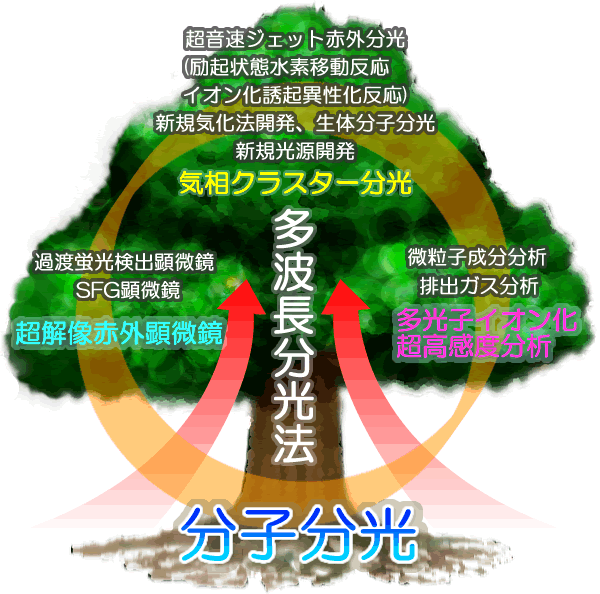 超音速ジェット赤外分光
(励起状態水素移動反応
イオン化誘起異性化反応)
新規気化法開発、生体分子分光
新規光源開発
気相クラスター分光
多波長分光法
過渡蛍光検出顕微鏡
SFG顕微鏡
超解像赤外顕微鏡
微粒子成分分析
排出ガス分析
多光子イオン化
超高感度分析
分子分光